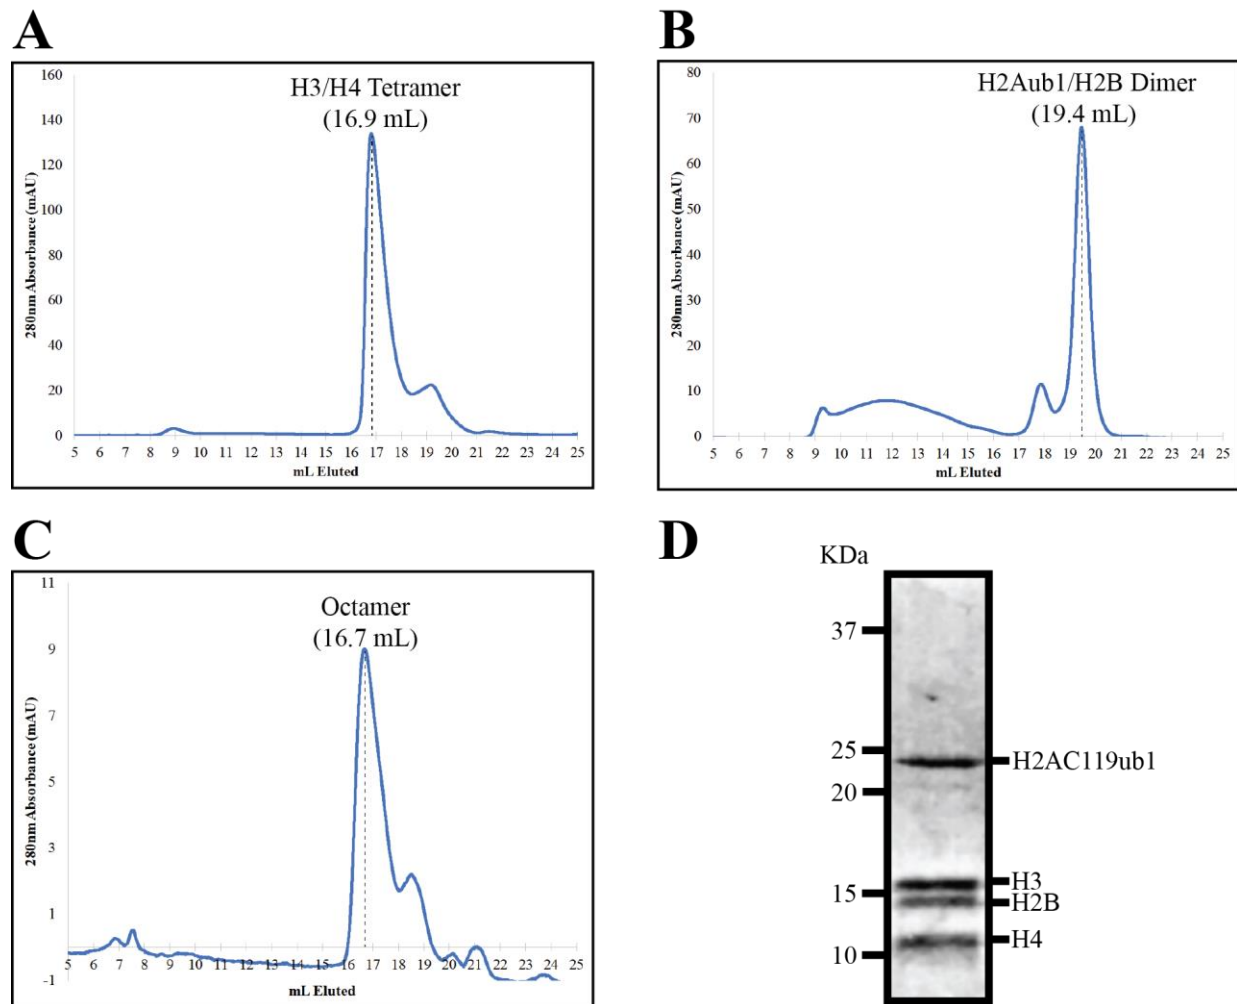 A
H3/H4 Tetramer
(16.9 mL)
280nm Absorbance (mAU)
160
140
120
100
80
60
40
20
0
5 6 7 8 9 10 11 12 13 14 15 16 17 18 19 20 21 22 23 24 25
mL Eluted
B
H2Aub1/H2B Dimer
(19.4 mL)
280nm Absorbance (mAU)
80
70
60
50
40
30
20
10
0
5 6 7 8 9 10 11 12 13 14 15 16 17 18 19 20 21 22 23 24 25
mL Eluted
C
Octamer
(16.7 mL)
280nm Absorbance (mAU)
11
9
7
5
3
1
-1
5 6 7 8 9 10 11 12 13 14 15 16 17 18 19 20 21 22 23 24 25
mL Eluted
D
KDa
37
25
H2AC119ub1
20
H3
15
H2B
H4
10